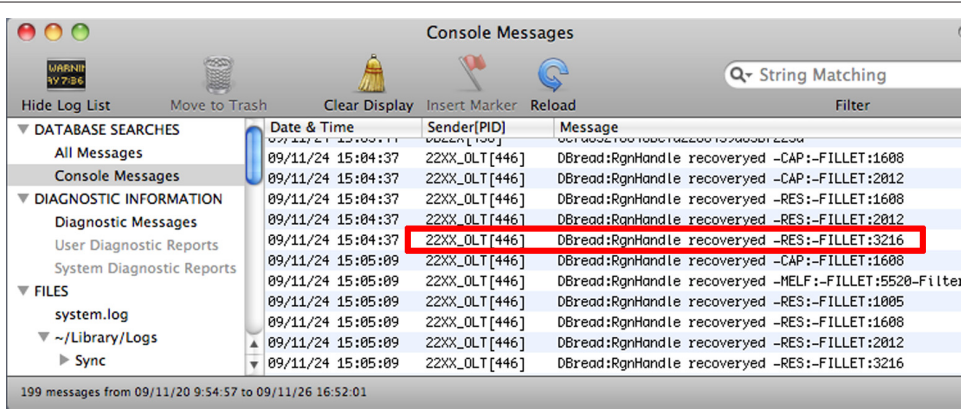 Console Messages
WARNIN
AY 7:36
Hide Log List
Move to Trash
Clear Display
Insert Marker
Reload
String Matching
Filter
DATABASE SEARCHES
All Messages
Console Messages
DIAGNOSTIC INFORMATION
Diagnostic Messages
User Diagnostic Reports
System Diagnostic Reports
FILES
system.log
~/Library/Logs
Sync
Date & Time Sender[PID] Message
09/11/24 15:04:37 22XX_OLT[446] DBread:RgnHandle recoveryed -CAP:-FILLET:1608
09/11/24 15:04:37 22XX_OLT[446] DBread:RgnHandle recoveryed -CAP:-FILLET:2012
09/11/24 15:04:37 22XX_OLT[446] DBread:RgnHandle recoveryed -RES:-FILLET:1608
09/11/24 15:04:37 22XX_OLT[446] DBread:RgnHandle recoveryed -RES:-FILLET:2012
09/11/24 15:04:37 22XX_OLT[446] DBread:RgnHandle recoveryed -RES:-FILLET:3216
09/11/24 15:05:09 22XX_OLT[446] DBread:RgnHandle recoveryed -CAP:-FILLET:1608
09/11/24 15:05:09 22XX_OLT[446] DBread:RgnHandle recoveryed -MELF:-FILLET:5520-Filter
09/11/24 15:05:09 22XX_OLT[446] DBread:RgnHandle recoveryed -RES:-FILLET:1005
09/11/24 15:05:09 22XX_OLT[446] DBread:RgnHandle recoveryed -RES:-FILLET:1608
09/11/24 15:05:09 22XX_OLT[446] DBread:RgnHandle recoveryed -RES:-FILLET:2012
09/11/24 15:05:09 22XX_OLT[446] DBread:RgnHandle recoveryed -RES:-FILLET:3216
199 messages from 09/11/20 9:54:57 to 09/11/26 16:52:01